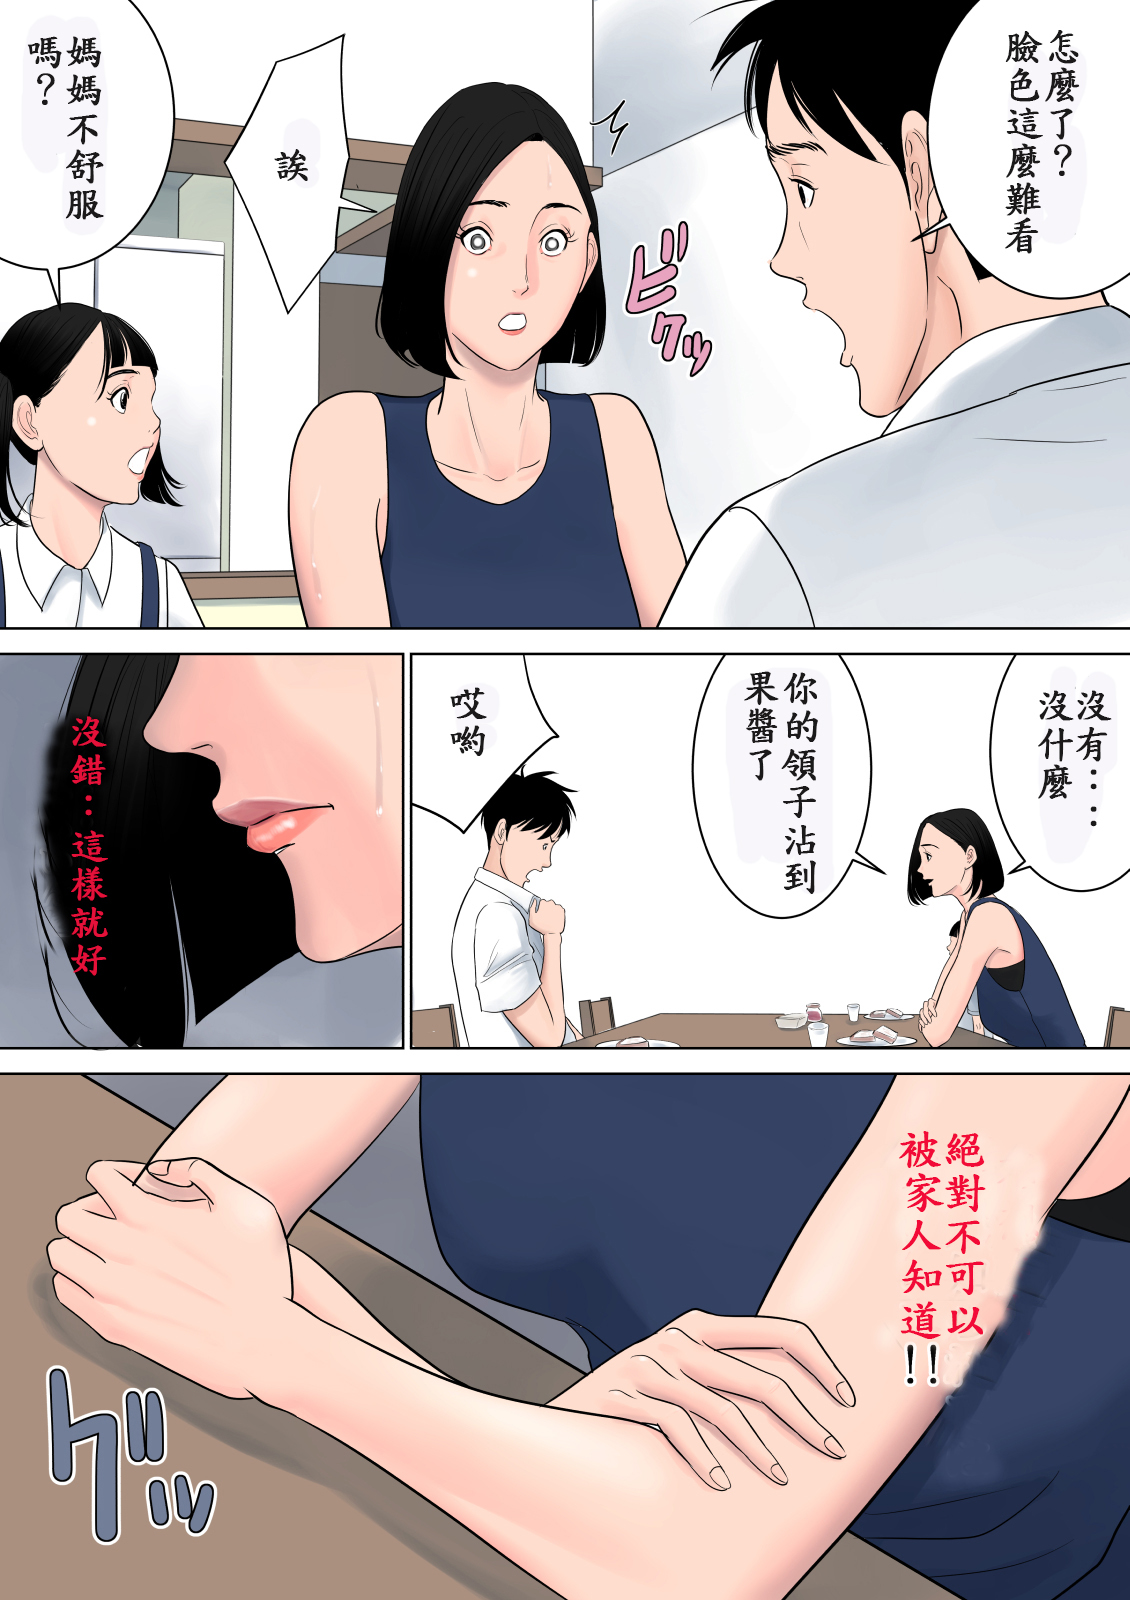 怎麼了？
臉色這麼難看
誒
媽媽不舒服
嗎？
ビクッ
沒有‥‥
沒什麼
你的領子沾到
果醬了
哎喲
沒錯‥這樣就好
絕對不可以
被家人知道!!
グッ